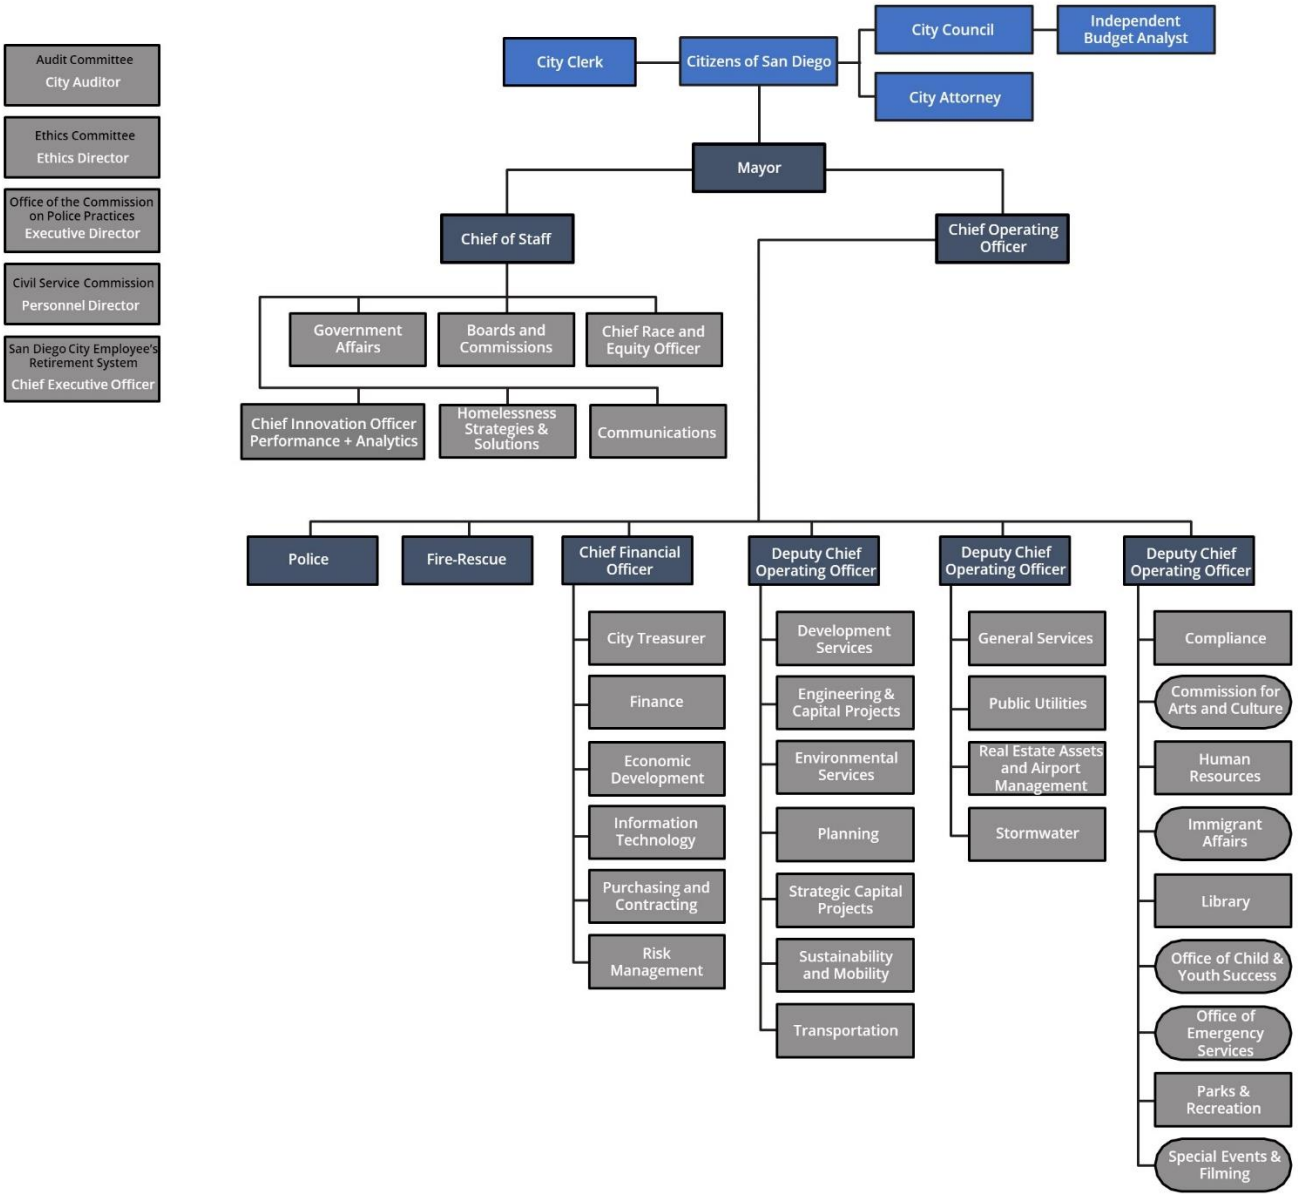 City Clerk
Citizens of San Diego
City Council
Independent
Budget Analyst
City Attorney
Audit Committee
City Auditor
Ethics Committee
Ethics Director
Office of the Commission
on Police Practices
Executive Director
Civil Service Commission
Personnel Director
San Diego City Employee's
Retirement System
Chief Executive Officer
Mayor
Chief of Staff
Chief Operating
Officer
Government
Affairs
Boards and
Commissions
Chief Race and
Equity Officer
Chief Innovation Officer
Performance + Analytics
Homelessness
Strategies &
Solutions
Communications
Police
Fire-Rescue
Chief Financial
Officer
City Treasurer
Finance
Economic
Development
Information
Technology
Purchasing and
Contracting
Risk
Management
Deputy Chief
Operating Officer
Development
Services
Engineering &
Capital Projects
Environmental
Services
Planning
Strategic Capital
Projects
Sustainability
and Mobility
Transportation
Deputy Chief
Operating Officer
General Services
Public Utilities
Real Estate Assets
and Airport
Management
Stormwater
Deputy Chief
Operating Officer
Compliance
Commission for
Arts and Culture
Human
Resources
Immigrant
Affairs
Library
Office of Child &
Youth Success
Office of
Emergency
Services
Parks &
Recreation
Special Events &
Filming